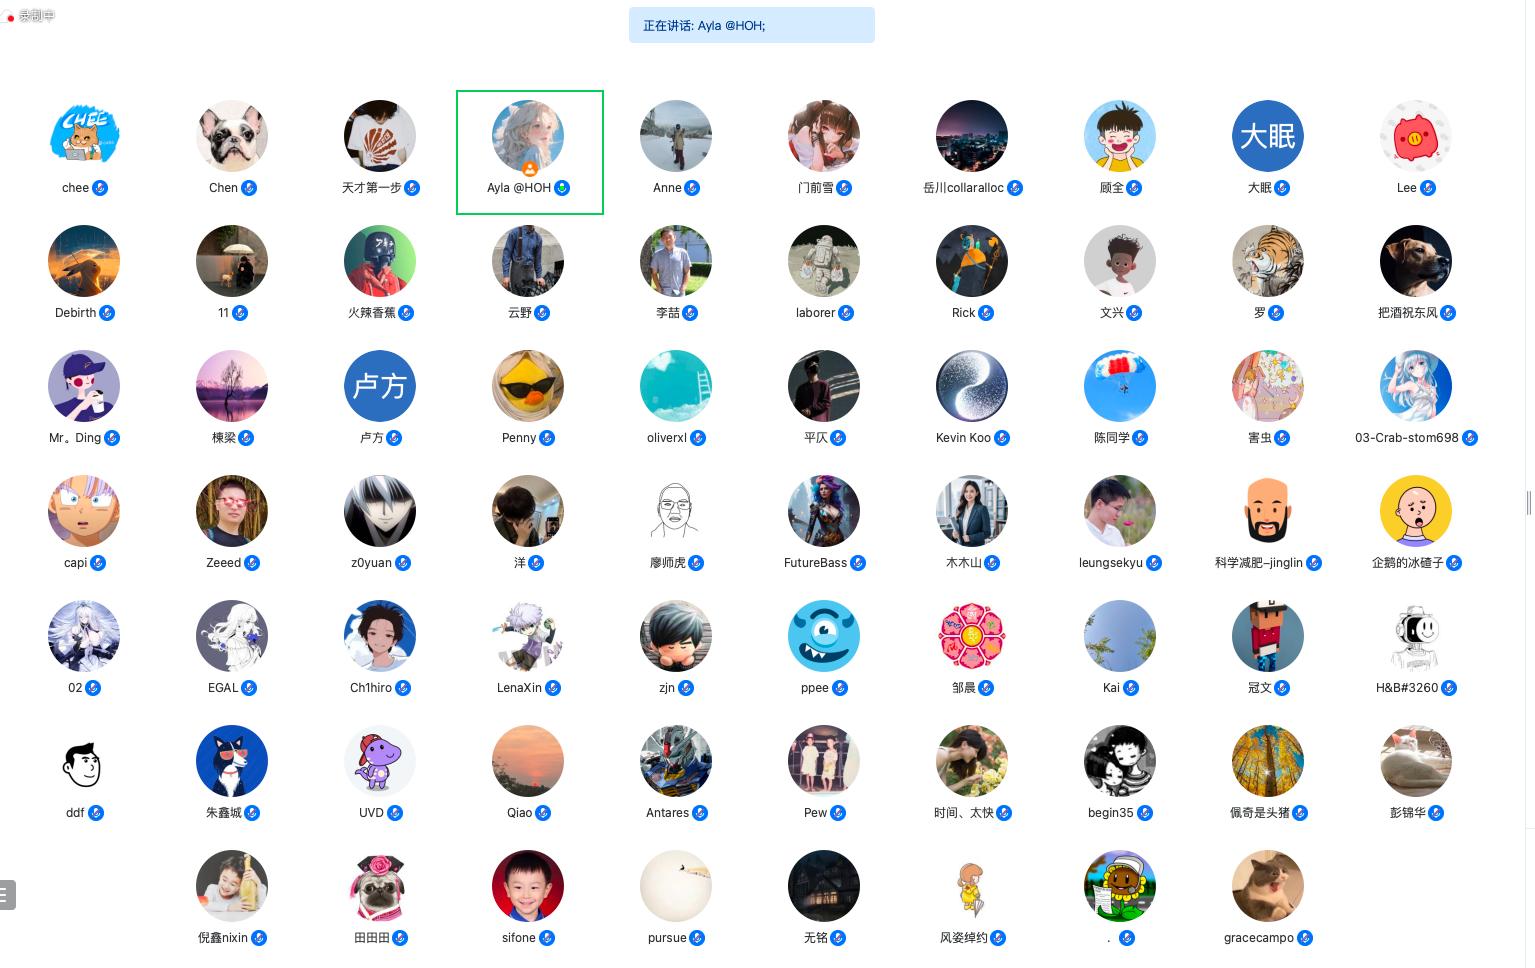 录制中
正在讲话: Ayla @HOH;
CHEE
大眠
chee
Chen
天才第一步
Ayla @HOH
Anne
门前雪
岳川collaralloc
顾全
大眠
Lee
Debirth
11
火辣香蕉
云野
李喆
laborer
Rick
文兴
罗
把酒祝东风
卢方
Mr。Ding
棟梁
卢方
Penny
oliverxl
平仄
Kevin Koo
陈同学
害虫
03-Crab-stom698
capi
Zeeed
z0yuan
洋
廖师虎
FutureBass
木木山
leungsekyu
科学减肥–jinglin
企鹅的冰碴子
02
EGAL
Ch1hiro
LenaXin
zjn
ppee
邹晨
Kai
冠文
H&B#3260
ddf
朱鑫城
UVD
Qiao
Antares
Pew
时间、太快
begin35
佩奇是头猪
彭锦华
倪鑫nixin
田田田
sifone
pursue
无铭
风姿绰约
.
gracecampo